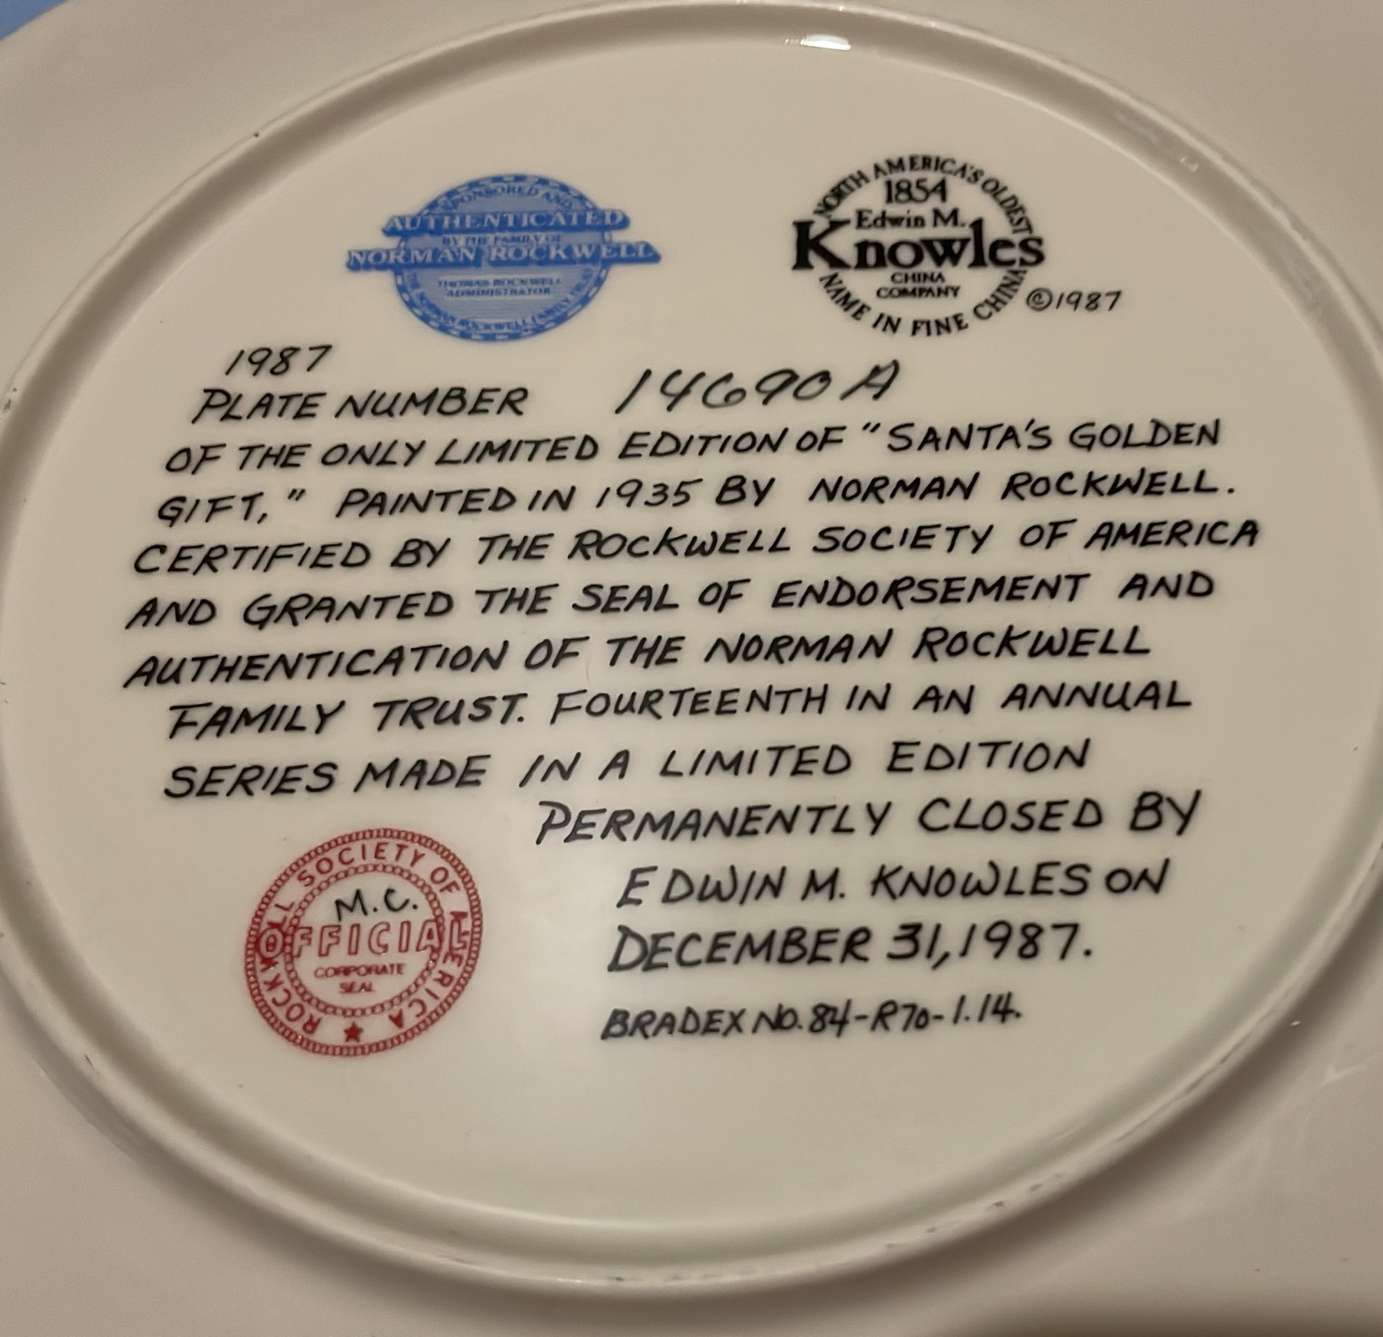 SPONSORED AND
AUTHENTICATED
BY THE FAMILY OF
NORMAN ROCKWELL
THOMAS ROCKWELL
ADMINISTRATOR
THE NORMAN ROCKWELL FAMILY TRUST
NORTH AMERICA'S OLDEST
1854
Edwin M.
Knowles
CHINA
COMPANY
NAME IN FINE CHINA
©1987
1987
PLATE NUMBER 14690A
OF THE ONLY LIMITED EDITION OF "SANTA'S GOLDEN
GIFT," PAINTED IN 1935 BY NORMAN ROCKWELL.
CERTIFIED BY THE ROCKWELL SOCIETY OF AMERICA
AND GRANTED THE SEAL OF ENDORSEMENT AND
AUTHENTICATION OF THE NORMAN ROCKWELL
FAMILY TRUST. FOURTEENTH IN AN ANNUAL
SERIES MADE IN A LIMITED EDITION
PERMANENTLY CLOSED BY
EDWIN M. KNOWLES ON
DECEMBER 31, 1987.
BRADEX NO. 84-R70-1.14.
ROCKWELL SOCIETY OF AMERICA
M.C.
OFFICIAL
CORPORATE
SEAL